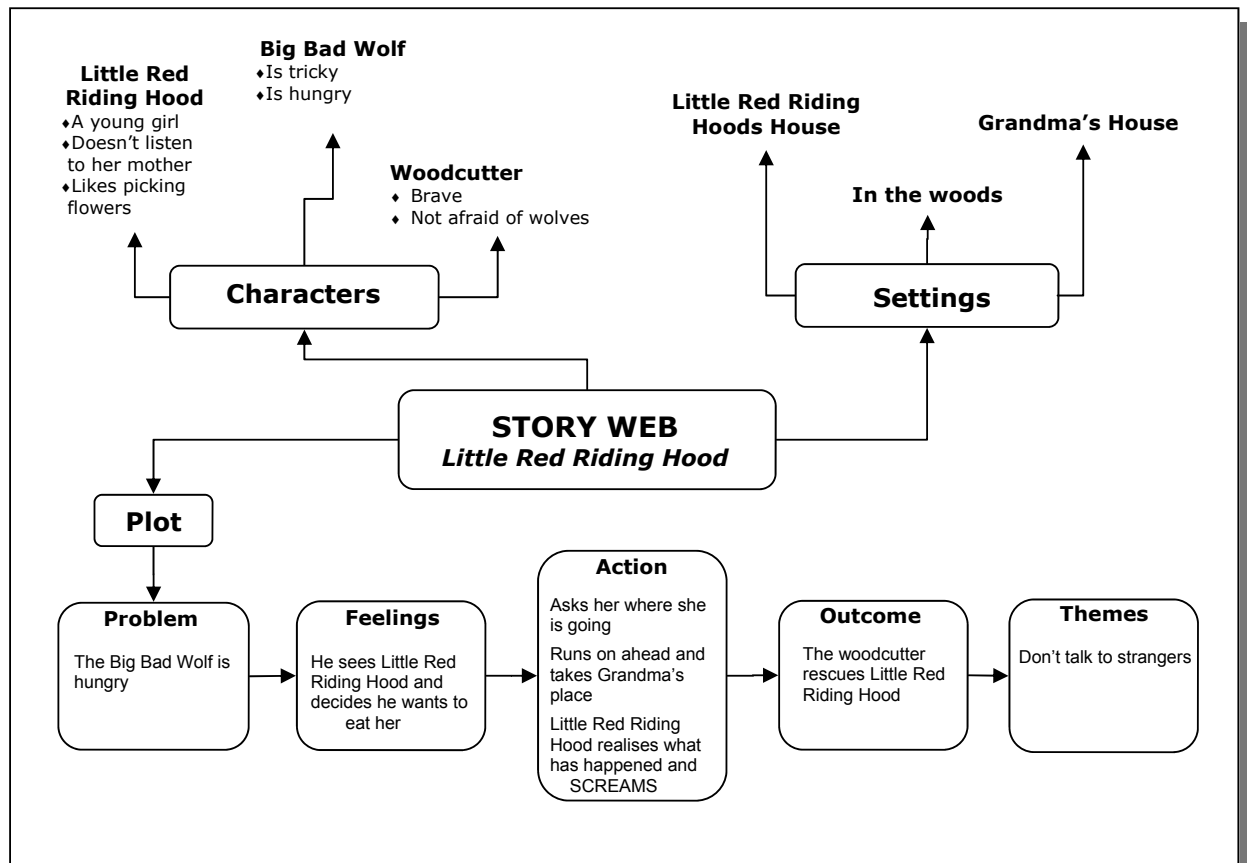 Big Bad Wolf
♦Is tricky
♦Is hungry
Little Red
Riding Hood
♦A young girl
♦Doesn't listen
to her mother
♦Likes picking
flowers
Woodcutter
♦ Brave
♦ Not afraid of wolves
Characters
Little Red Riding
Hoods House
Grandma's House
In the woods
Settings
STORY WEB
Little Red Riding Hood
Plot
Problem
The Big Bad Wolf is
hungry
Feelings
He sees Little Red
Riding Hood and
decides he wants to
eat her
Action
Asks her where she
is going
Runs on ahead and
takes Grandma's
place
Little Red Riding
Hood realises what
has happened and
SCREAMS
Outcome
The woodcutter
rescues Little Red
Riding Hood
Themes
Don't talk to strangers